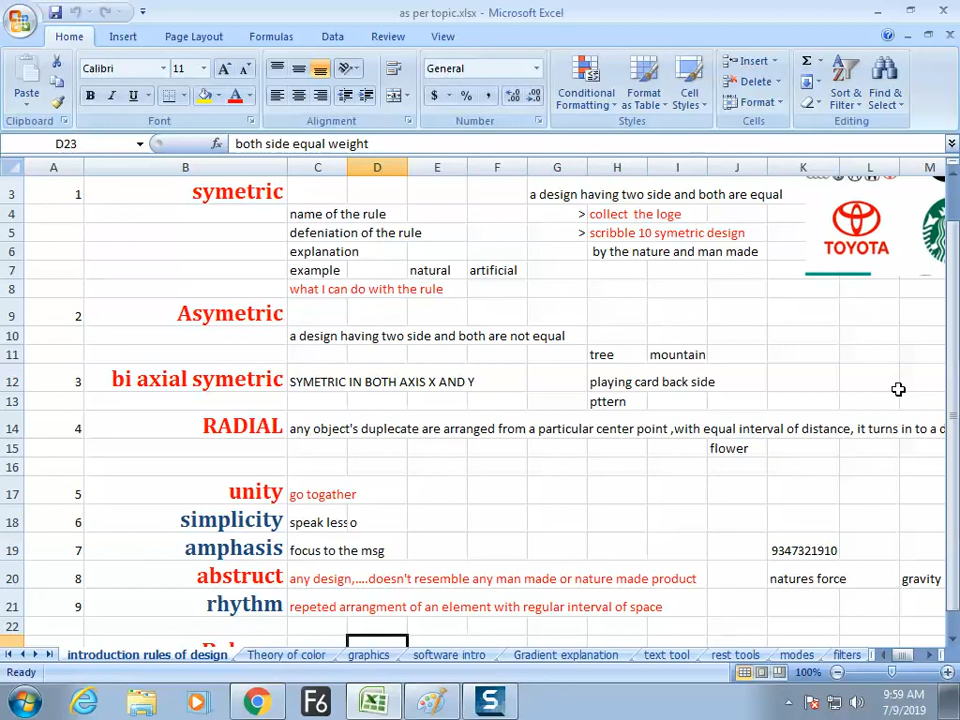 as per topic.xlsx - Microsoft Excel
Home Insert Page Layout Formulas Data Review View
Paste
Calibri 11 A A General Insert Σ
B I U A $ % , Delete
Conditional Formatting Format as Table Cell Styles Format Sort & Filter Find & Select
Clipboard Font Alignment Number Styles Cells Editing
D23 fx both side equal weight
A B C D E F G H I J K L M
3 1 symetric a design having two side and both are equal
4 name of the rule > collect the loge
TOYOTA
5 defeniation of the rule > scribble 10 symetric design
6 explanation by the nature and man made
7 example natural artificial
8 what I can do with the rule
9 2 Asymetric
10 a design having two side and both are not equal
11 tree mountain
12 3 bi axial symetric SYMETRIC IN BOTH AXIS X AND Y playing card back side
13 pttern
14 4 RADIAL any object's duplecate are arranged from a particular center point ,with equal interval of distance, it turns in to a d
15 flower
16
17 5 unity go togather
18 6 simplicity speak less o
19 7 amphasis focus to the msg 9347321910
20 8 abstruct any design,....doesn't resemble any man made or nature made product natures force gravity
21 9 rhythm repeted arrangment of an element with regular interval of space
22
introduction rules of design Theory of color graphics software intro Gradient explanation text tool rest tools modes filters
Ready 100%
F6 S 9:59 AM
7/9/2019